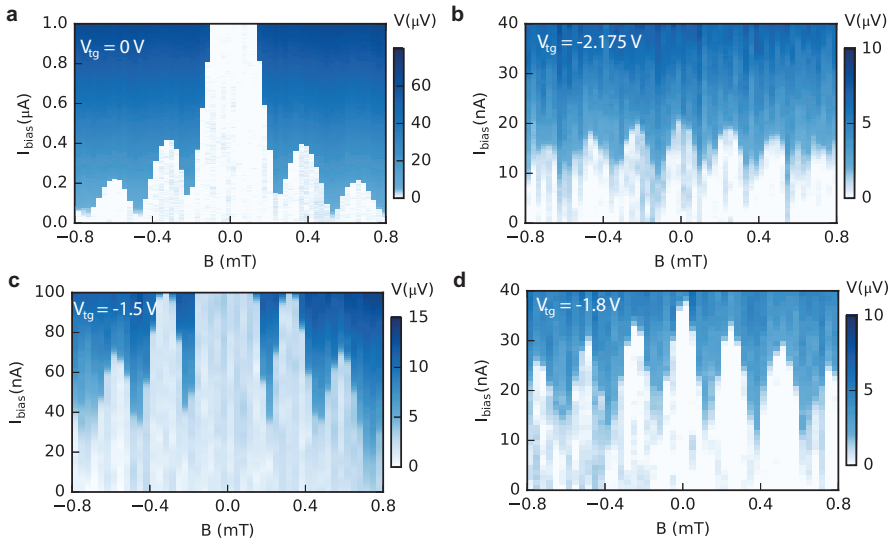 a
V_tg = 0 V
I_bias(μA)
1.0
0.8
0.6
0.4
0.2
0.0
−0.8 −0.4 0.0 0.4 0.8
B (mT)
V(μV)
60
40
20
0
b
V_tg = -2.175 V
I_bias(nA)
40
30
20
10
0
−0.8 −0.4 0.0 0.4 0.8
B (mT)
V(μV)
10
5
0
c
V_tg = -1.5 V
I_bias(nA)
100
80
60
40
20
0
−0.8 −0.4 0.0 0.4 0.8
B (mT)
V(μV)
15
10
5
0
d
V_tg = -1.8 V
I_bias(nA)
40
30
20
10
0
−0.8 −0.4 0.0 0.4 0.8
B (mT)
V(μV)
10
5
0